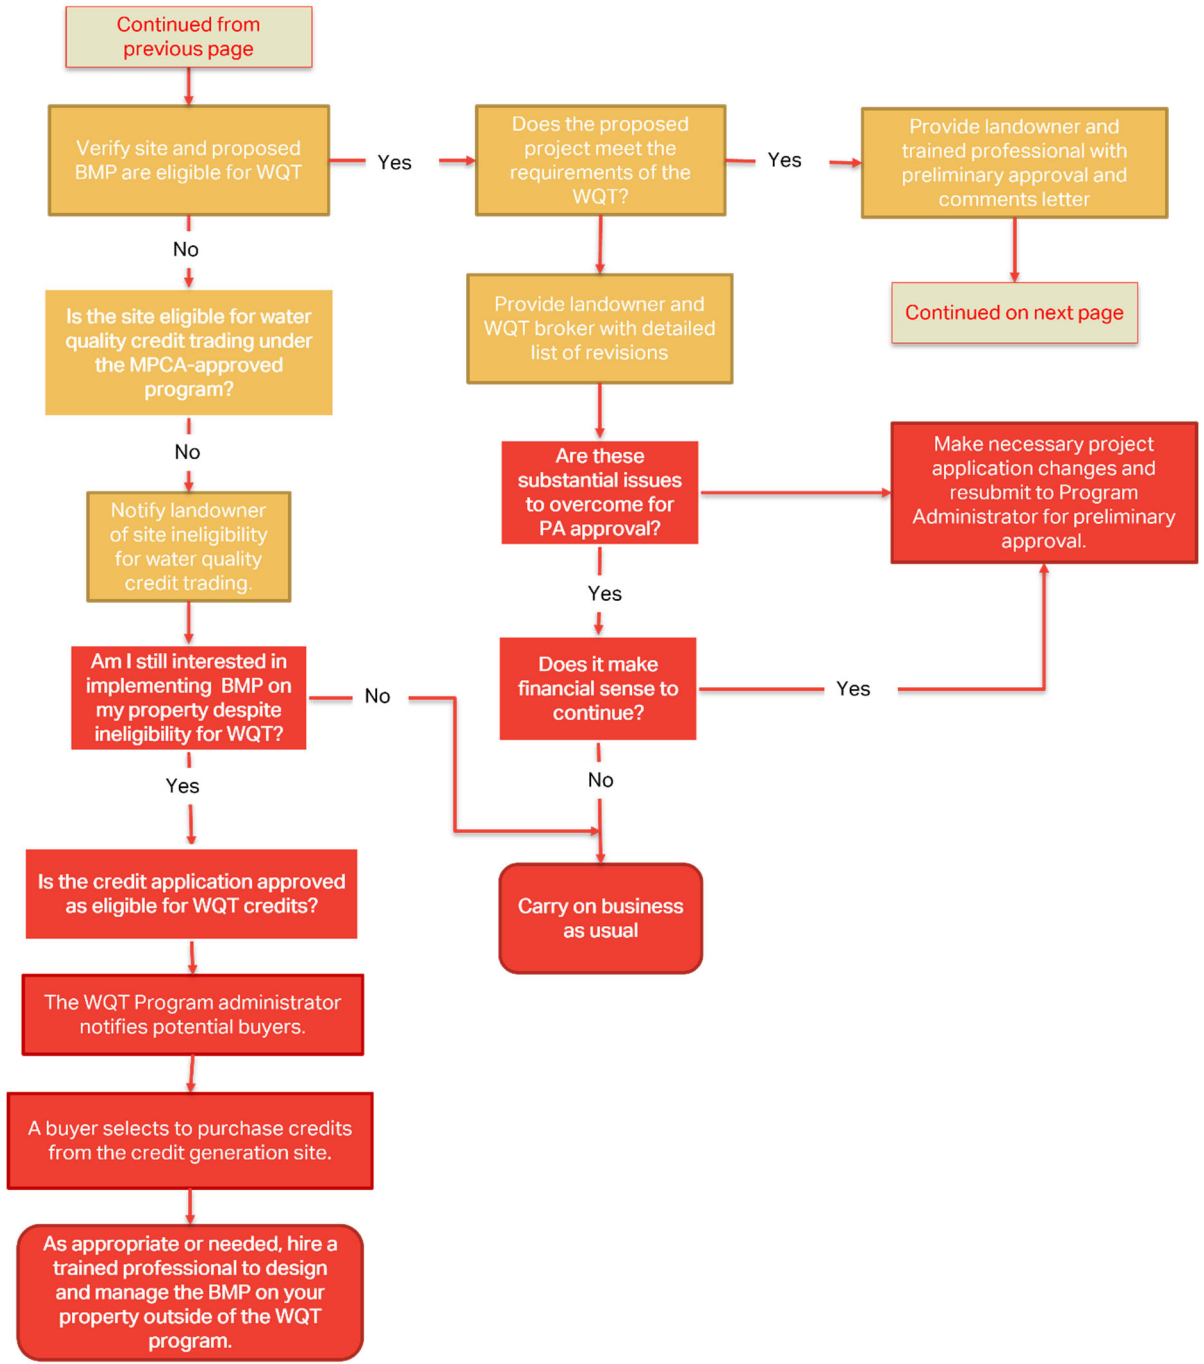 Continued from
previous page
Verify site and proposed
BMP are eligible for WQT
Yes
Does the proposed
project meet the
requirements of the
WQT?
Yes
Provide landowner and
trained professional with
preliminary approval and
comments letter
No
Continued on next page
Is the site eligible for water
quality credit trading under
the MPCA-approved
program?
Provide landowner and
WQT broker with detailed
list of revisions
No
Notify landowner
of site ineligibility
for water quality
credit trading.
Are these
substantial issues
to overcome for
PA approval?
Make necessary project
application changes and
resubmit to Program
Administrator for preliminary
approval.
Yes
Am I still interested in
implementing BMP on
my property despite
ineligibility for WQT?
No
Does it make
financial sense to
continue?
Yes
Yes
No
Is the credit application approved
as eligible for WQT credits?
Carry on business
as usual
The WQT Program administrator
notifies potential buyers.
A buyer selects to purchase credits
from the credit generation site.
As appropriate or needed, hire a
trained professional to design
and manage the BMP on your
property outside of the WQT
program.